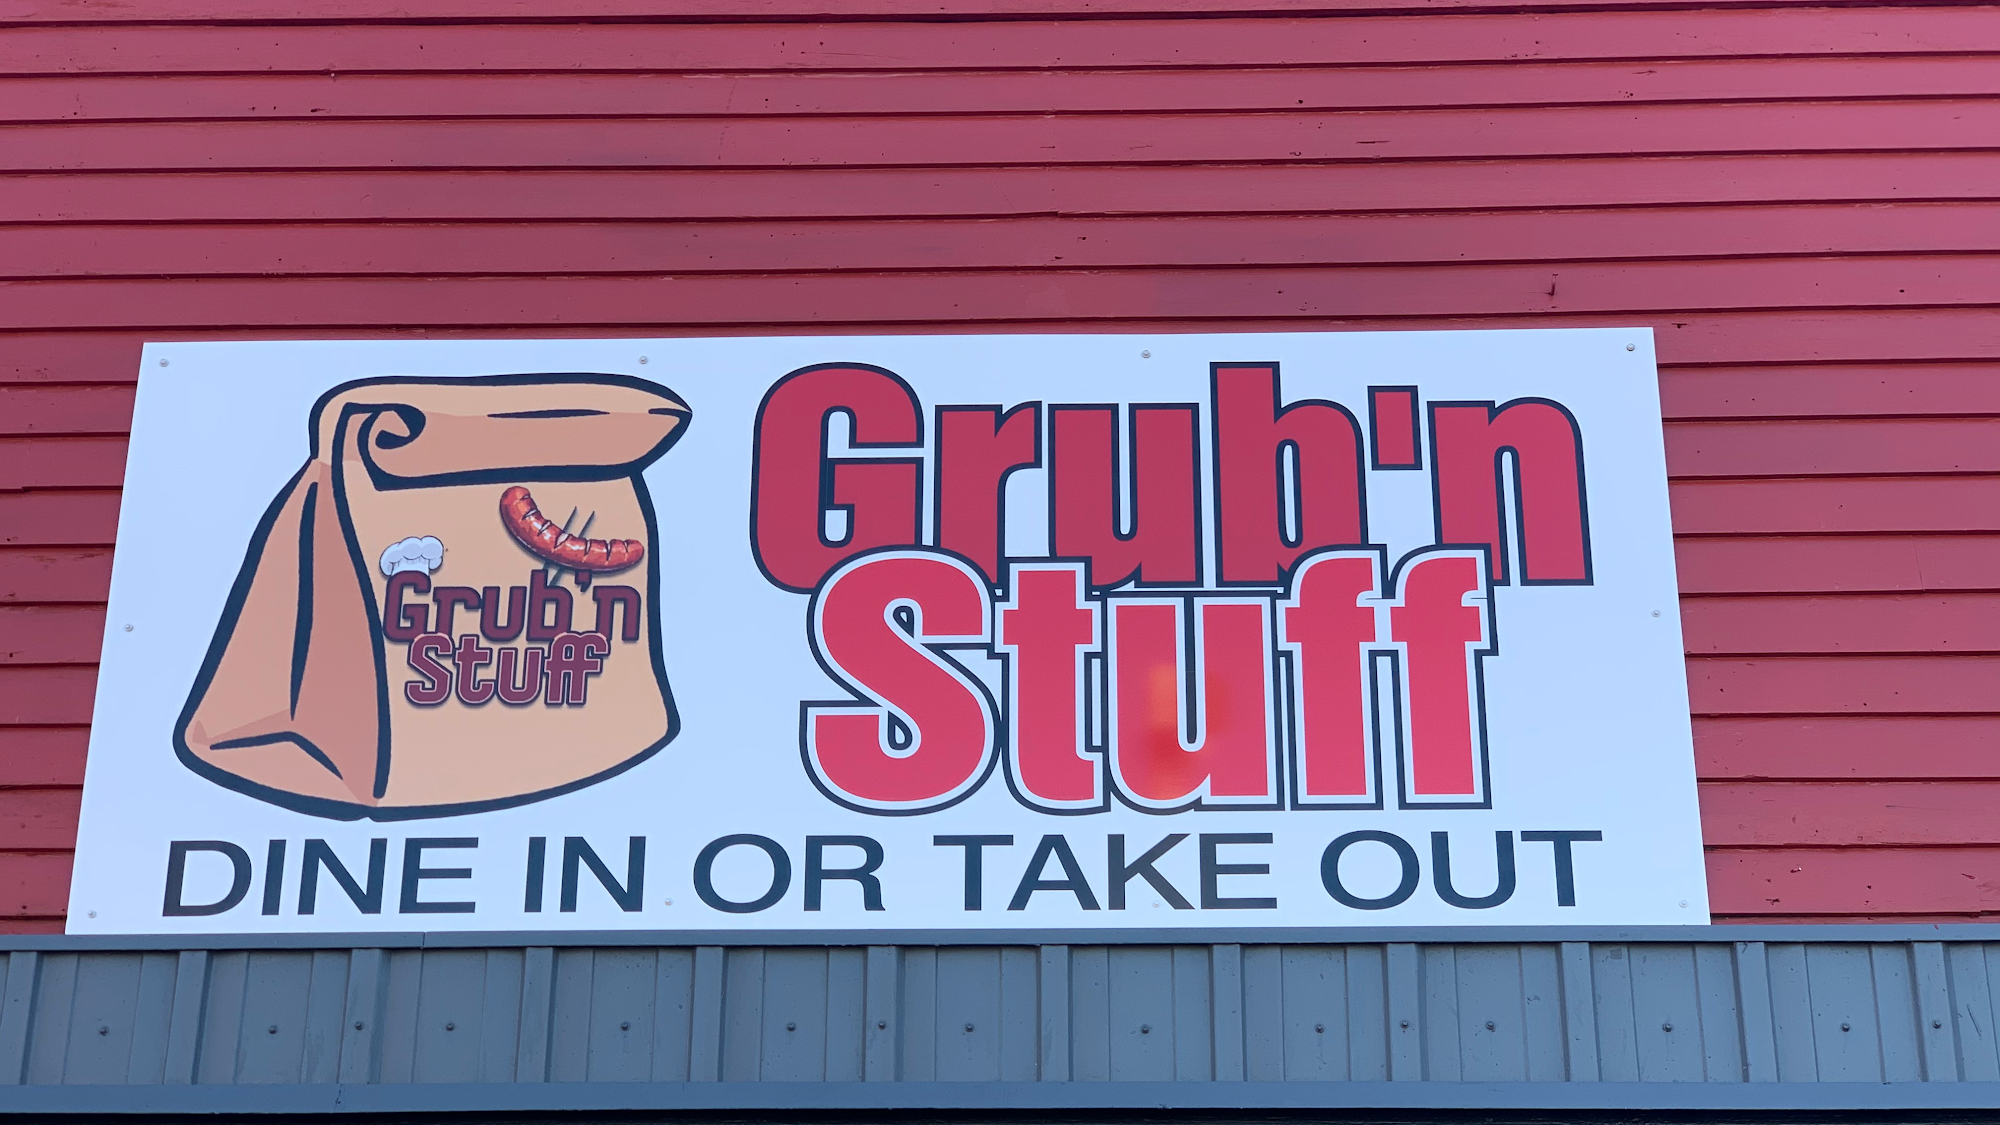 Grub'n
Stuff
Grub'n
Stuff
DINE IN OR TAKE OUT